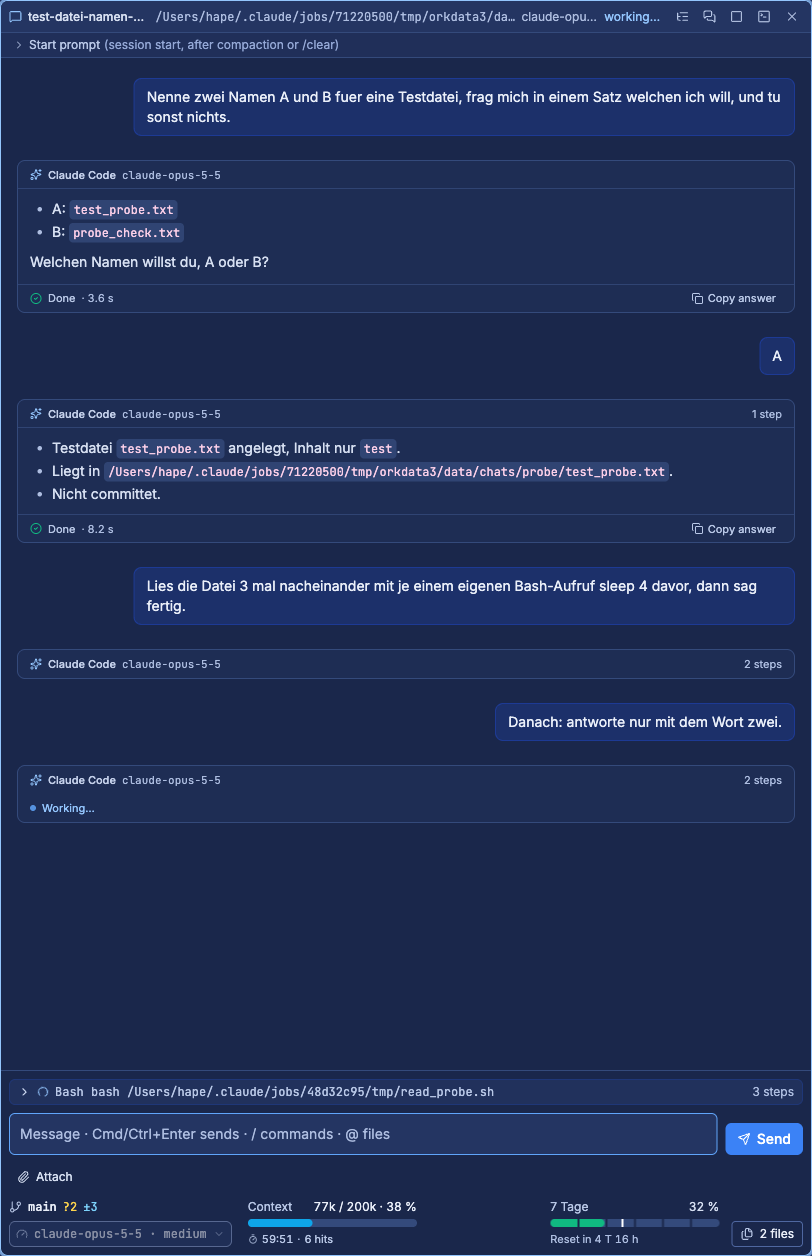 test-datei-namen-... /Users/hape/.claude/jobs/71220500/tmp/orkdata3/da... claude-opu... working...
Start prompt (session start, after compaction or /clear)
Nenne zwei Namen A und B fuer eine Testdatei, frag mich in einem Satz welchen ich will, und tu
sonst nichts.
Claude Code claude-opus-5-5
• A: test_probe.txt
• B: probe_check.txt
Welchen Namen willst du, A oder B?
Done · 3.6 s Copy answer
A
Claude Code claude-opus-5-5 1 step
• Testdatei test_probe.txt angelegt, Inhalt nur test.
• Liegt in /Users/hape/.claude/jobs/71220500/tmp/orkdata3/data/chats/probe/test_probe.txt.
• Nicht committet.
Done · 8.2 s Copy answer
Lies die Datei 3 mal nacheinander mit je einem eigenen Bash-Aufruf sleep 4 davor, dann sag
fertig.
Claude Code claude-opus-5-5 2 steps
Danach: antworte nur mit dem Wort zwei.
Claude Code claude-opus-5-5 2 steps
Working...
Bash bash /Users/hape/.claude/jobs/48d32c95/tmp/read_probe.sh 3 steps
Message · Cmd/Ctrl+Enter sends · / commands · @ files
Send
Attach
main ?2 ±3 Context 77k / 200k · 38 % 7 Tage 32 %
claude-opus-5-5 · medium 59:51 · 6 hits Reset in 4 T 16 h 2 files